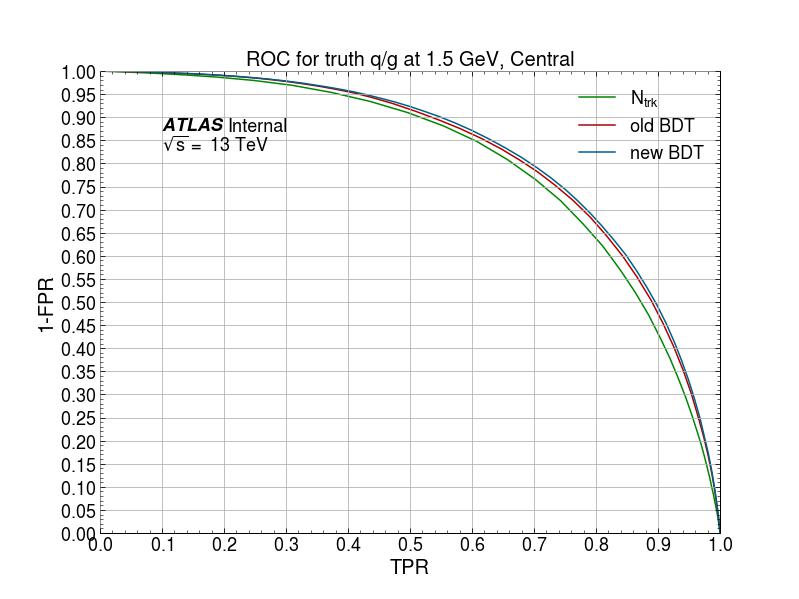 ROC for truth q/g at 1.5 GeV, Central
1.00
0.95
0.90
0.85
0.80
0.75
0.70
0.65
0.60
0.55
0.50
0.45
0.40
0.35
0.30
0.25
0.20
0.15
0.10
0.05
0.00
1-FPR
ATLAS Internal
√s = 13 TeV
N_trk
old BDT
new BDT
0.0 0.1 0.2 0.3 0.4 0.5 0.6 0.7 0.8 0.9 1.0
TPR